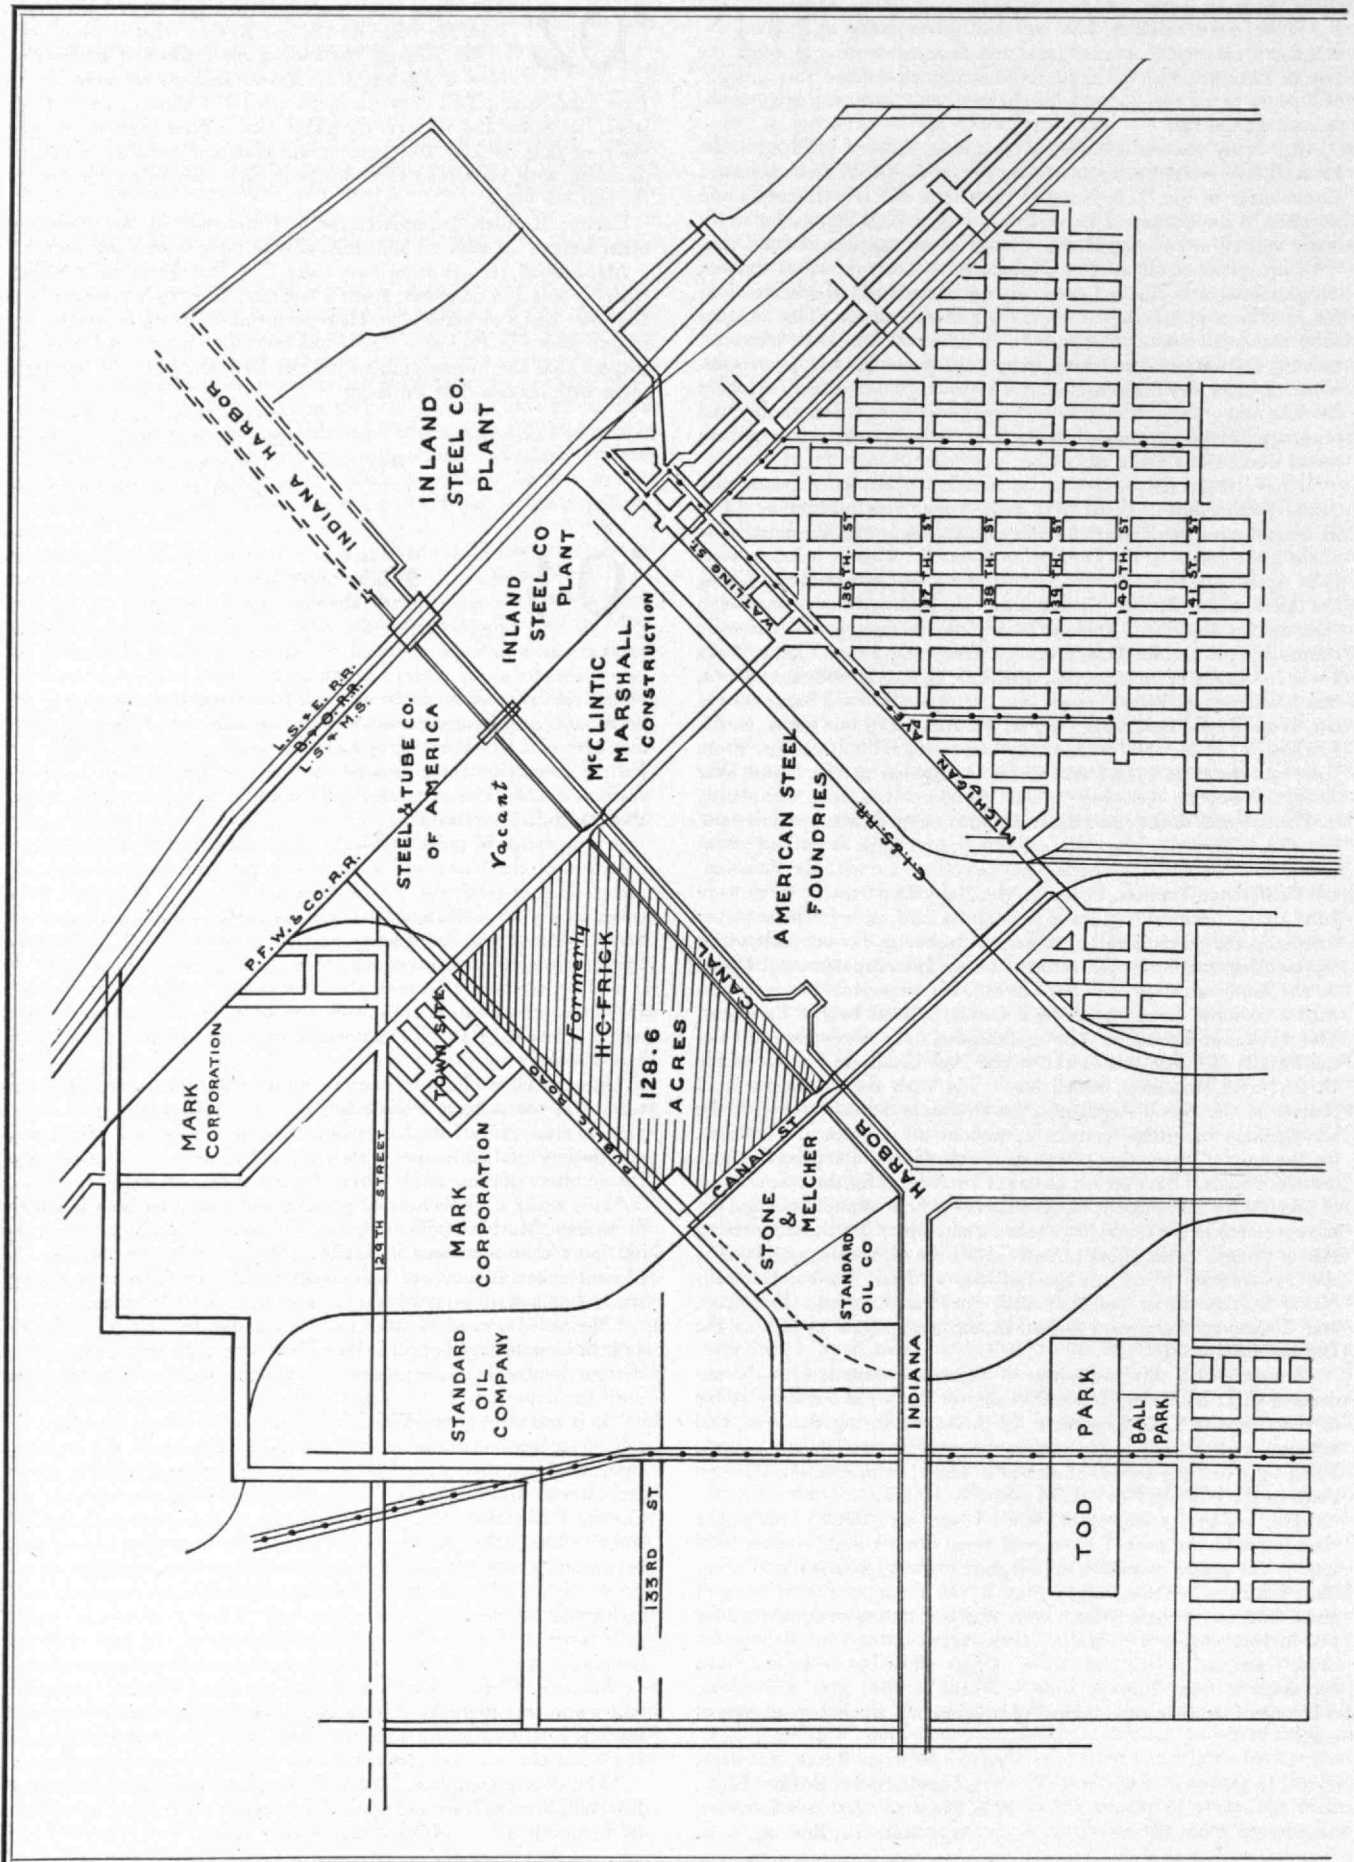 INDIANA HARBOR
INLAND
STEEL CO.
PLANT
INLAND
STEEL CO
PLANT
L.S. & E. R.R.
B & O. R.R.
L.S. & M.S.
P.F.W. & CO. R.R.
STEEL & TUBE CO.
OF AMERICA
Vacant
McCLINTIC
MARSHALL
CONSTRUCTION
WATLING ST.
136 TH. ST
137 TH. ST
138 TH. ST
139 TH. ST
140 TH. ST
141 ST. ST
MICHIGAN AVE
AMERICAN STEEL
FOUNDRIES
MARK
CORPORATION
TOWN SITE
129TH STREET
PUBLIC ROAD
Formerly
H.C. FRICK
128.6
ACRES
CANAL ST
INDIANA HARBOR CANAL
MARK
CORPORATION
STONE
&
MELCHER
STANDARD
OIL CO
STANDARD
OIL
COMPANY
133 RD ST
TOD PARK
BALL
PARK